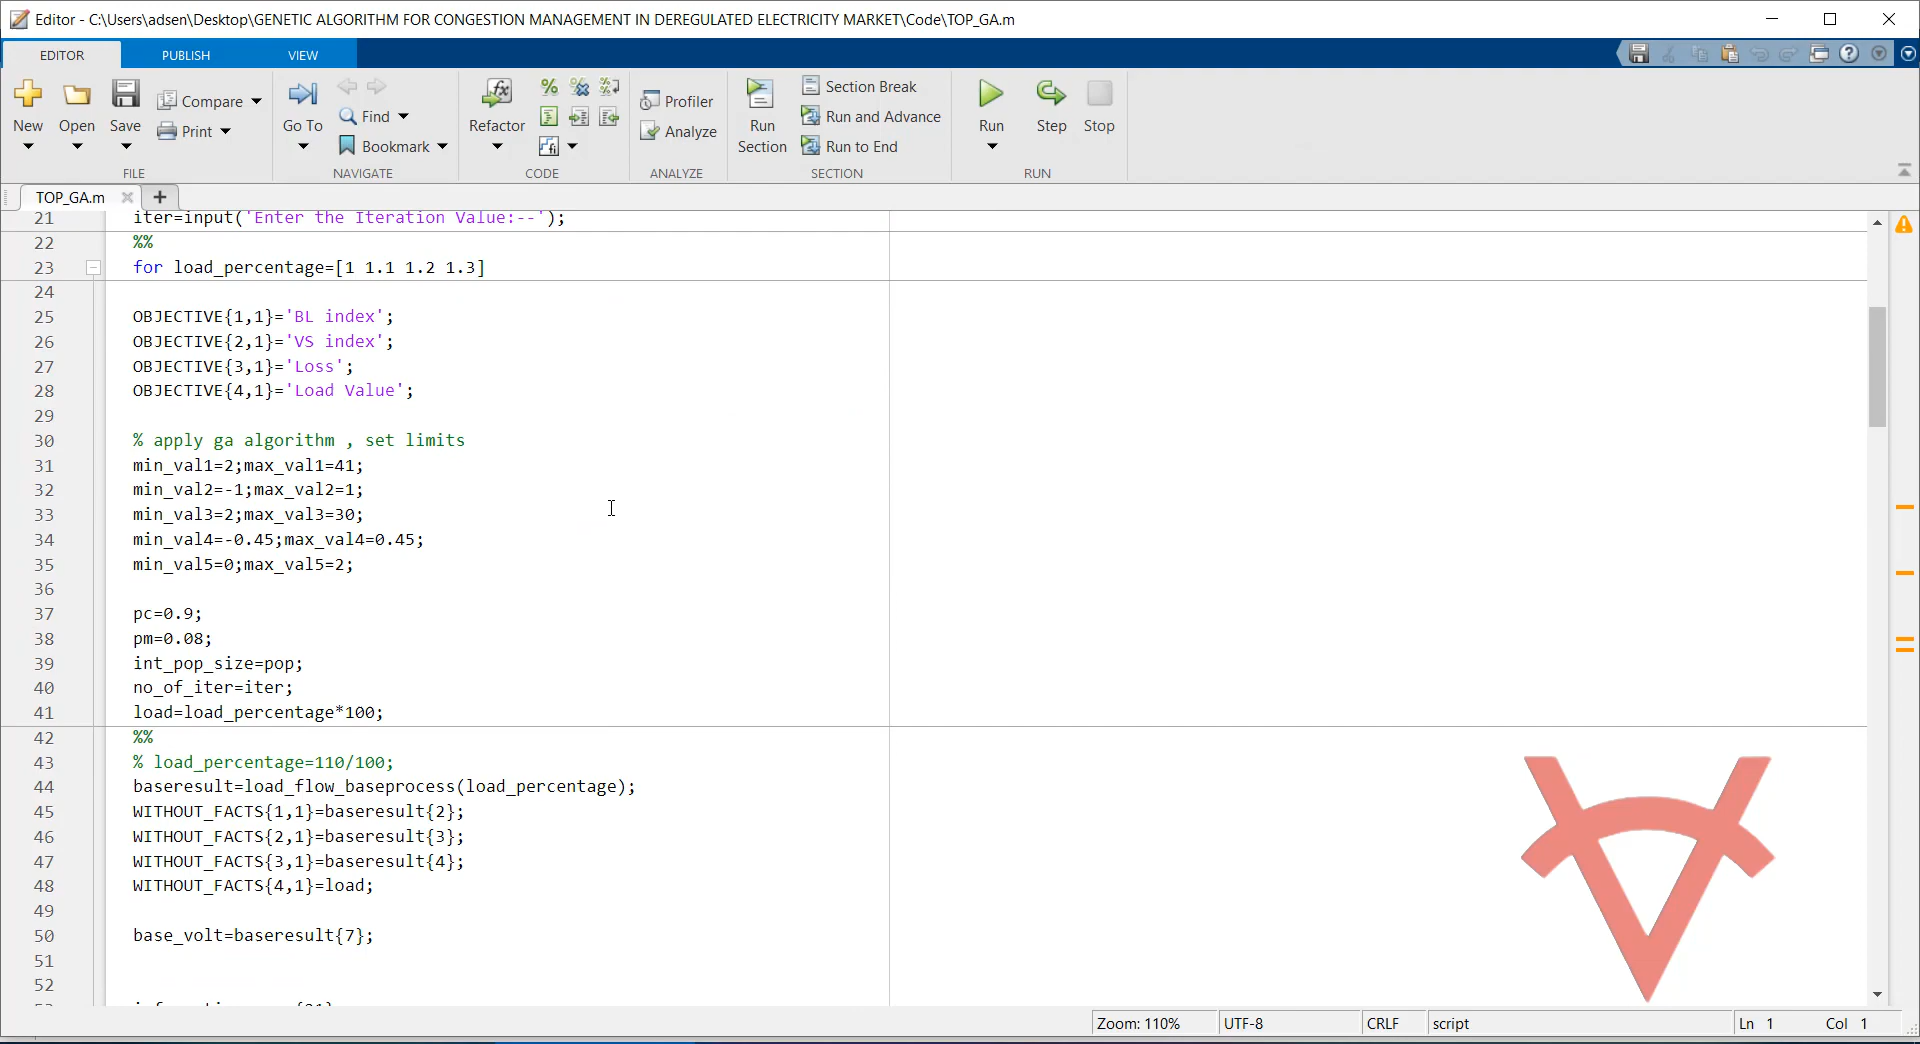 Editor - C:\Users\adsen\Desktop\GENETIC ALGORITHM FOR CONGESTION MANAGEMENT IN DEREGULATED ELECTRICITY MARKET\Code\TOP_GA.m
EDITOR PUBLISH VIEW
New Open Save Compare Print
FILE
Go To Find Bookmark
NAVIGATE
Refactor
CODE
Profiler
Analyze
ANALYZE
Run Section
Section Break
Run and Advance
Run to End
SECTION
Run Step Stop
RUN
TOP_GA.m
21 iter=input('Enter the Iteration Value:--');
22 %%
23 for load_percentage=[1 1.1 1.2 1.3]
24
25 OBJECTIVE{1,1}='BL index';
26 OBJECTIVE{2,1}='VS index';
27 OBJECTIVE{3,1}='Loss';
28 OBJECTIVE{4,1}='Load Value';
29
30 % apply ga algorithm , set limits
31 min_val1=2;max_val1=41;
32 min_val2=-1;max_val2=1;
33 min_val3=2;max_val3=30;
34 min_val4=-0.45;max_val4=0.45;
35 min_val5=0;max_val5=2;
36
37 pc=0.9;
38 pm=0.08;
39 int_pop_size=pop;
40 no_of_iter=iter;
41 load=load_percentage*100;
42 %%
43 % load_percentage=110/100;
44 baseresult=load_flow_baseprocess(load_percentage);
45 WITHOUT_FACTS{1,1}=baseresult{2};
46 WITHOUT_FACTS{2,1}=baseresult{3};
47 WITHOUT_FACTS{3,1}=baseresult{4};
48 WITHOUT_FACTS{4,1}=load;
49
50 base_volt=baseresult{7};
51
52
Zoom: 110% UTF-8 CRLF script Ln 1 Col 1